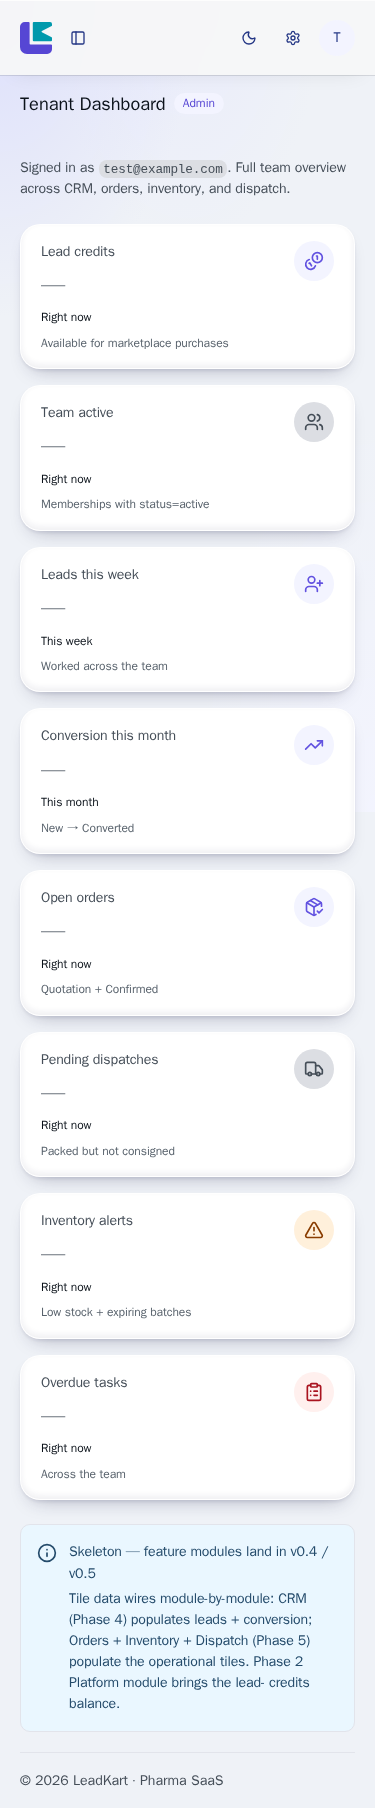 T
Tenant Dashboard Admin
Signed in as test@example.com. Full team overview
across CRM, orders, inventory, and dispatch.
Lead credits
—
Right now
Available for marketplace purchases
Team active
—
Right now
Memberships with status=active
Leads this week
—
This week
Worked across the team
Conversion this month
—
This month
New → Converted
Open orders
—
Right now
Quotation + Confirmed
Pending dispatches
—
Right now
Packed but not consigned
Inventory alerts
—
Right now
Low stock + expiring batches
Overdue tasks
—
Right now
Across the team
Skeleton — feature modules land in v0.4 /
v0.5
Tile data wires module-by-module: CRM
(Phase 4) populates leads + conversion;
Orders + Inventory + Dispatch (Phase 5)
populate the operational tiles. Phase 2
Platform module brings the lead- credits
balance.
© 2026 LeadKart · Pharma SaaS